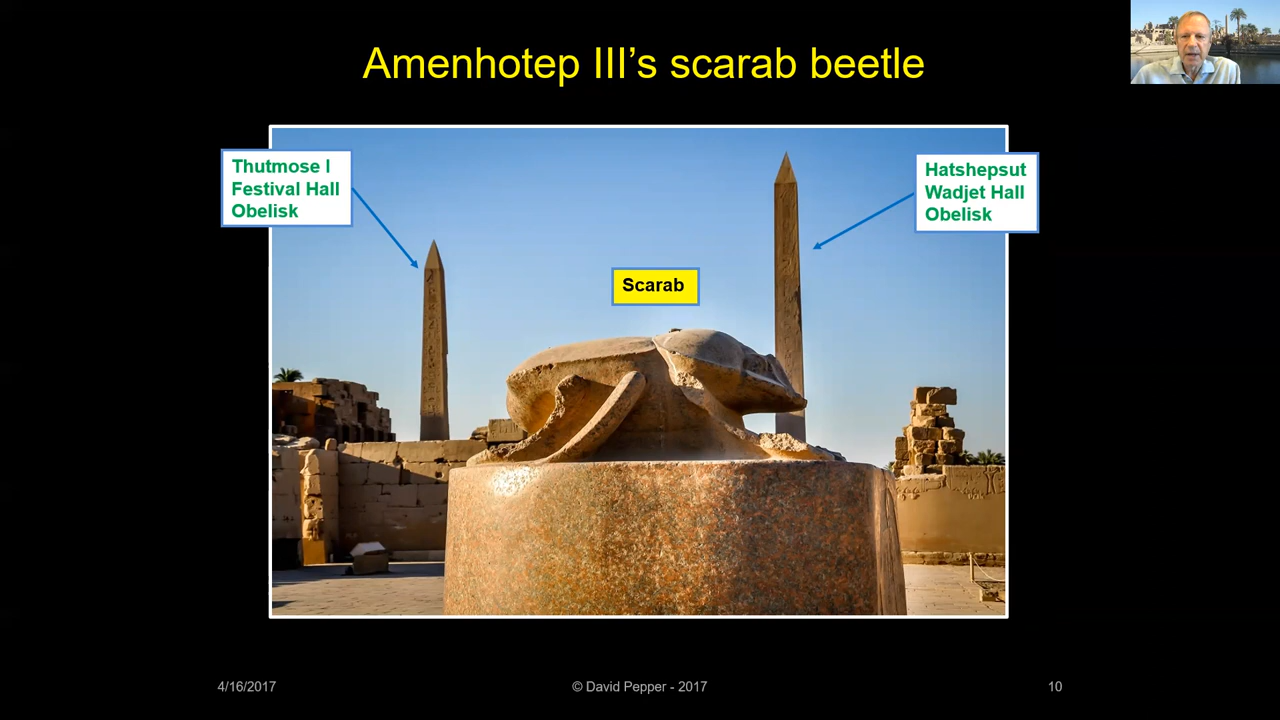 Amenhotep III’s scarab beetle
Thutmose I
Festival Hall
Obelisk
Hatshepsut
Wadjet Hall
Obelisk
Scarab
4/16/2017
© David Pepper - 2017
10